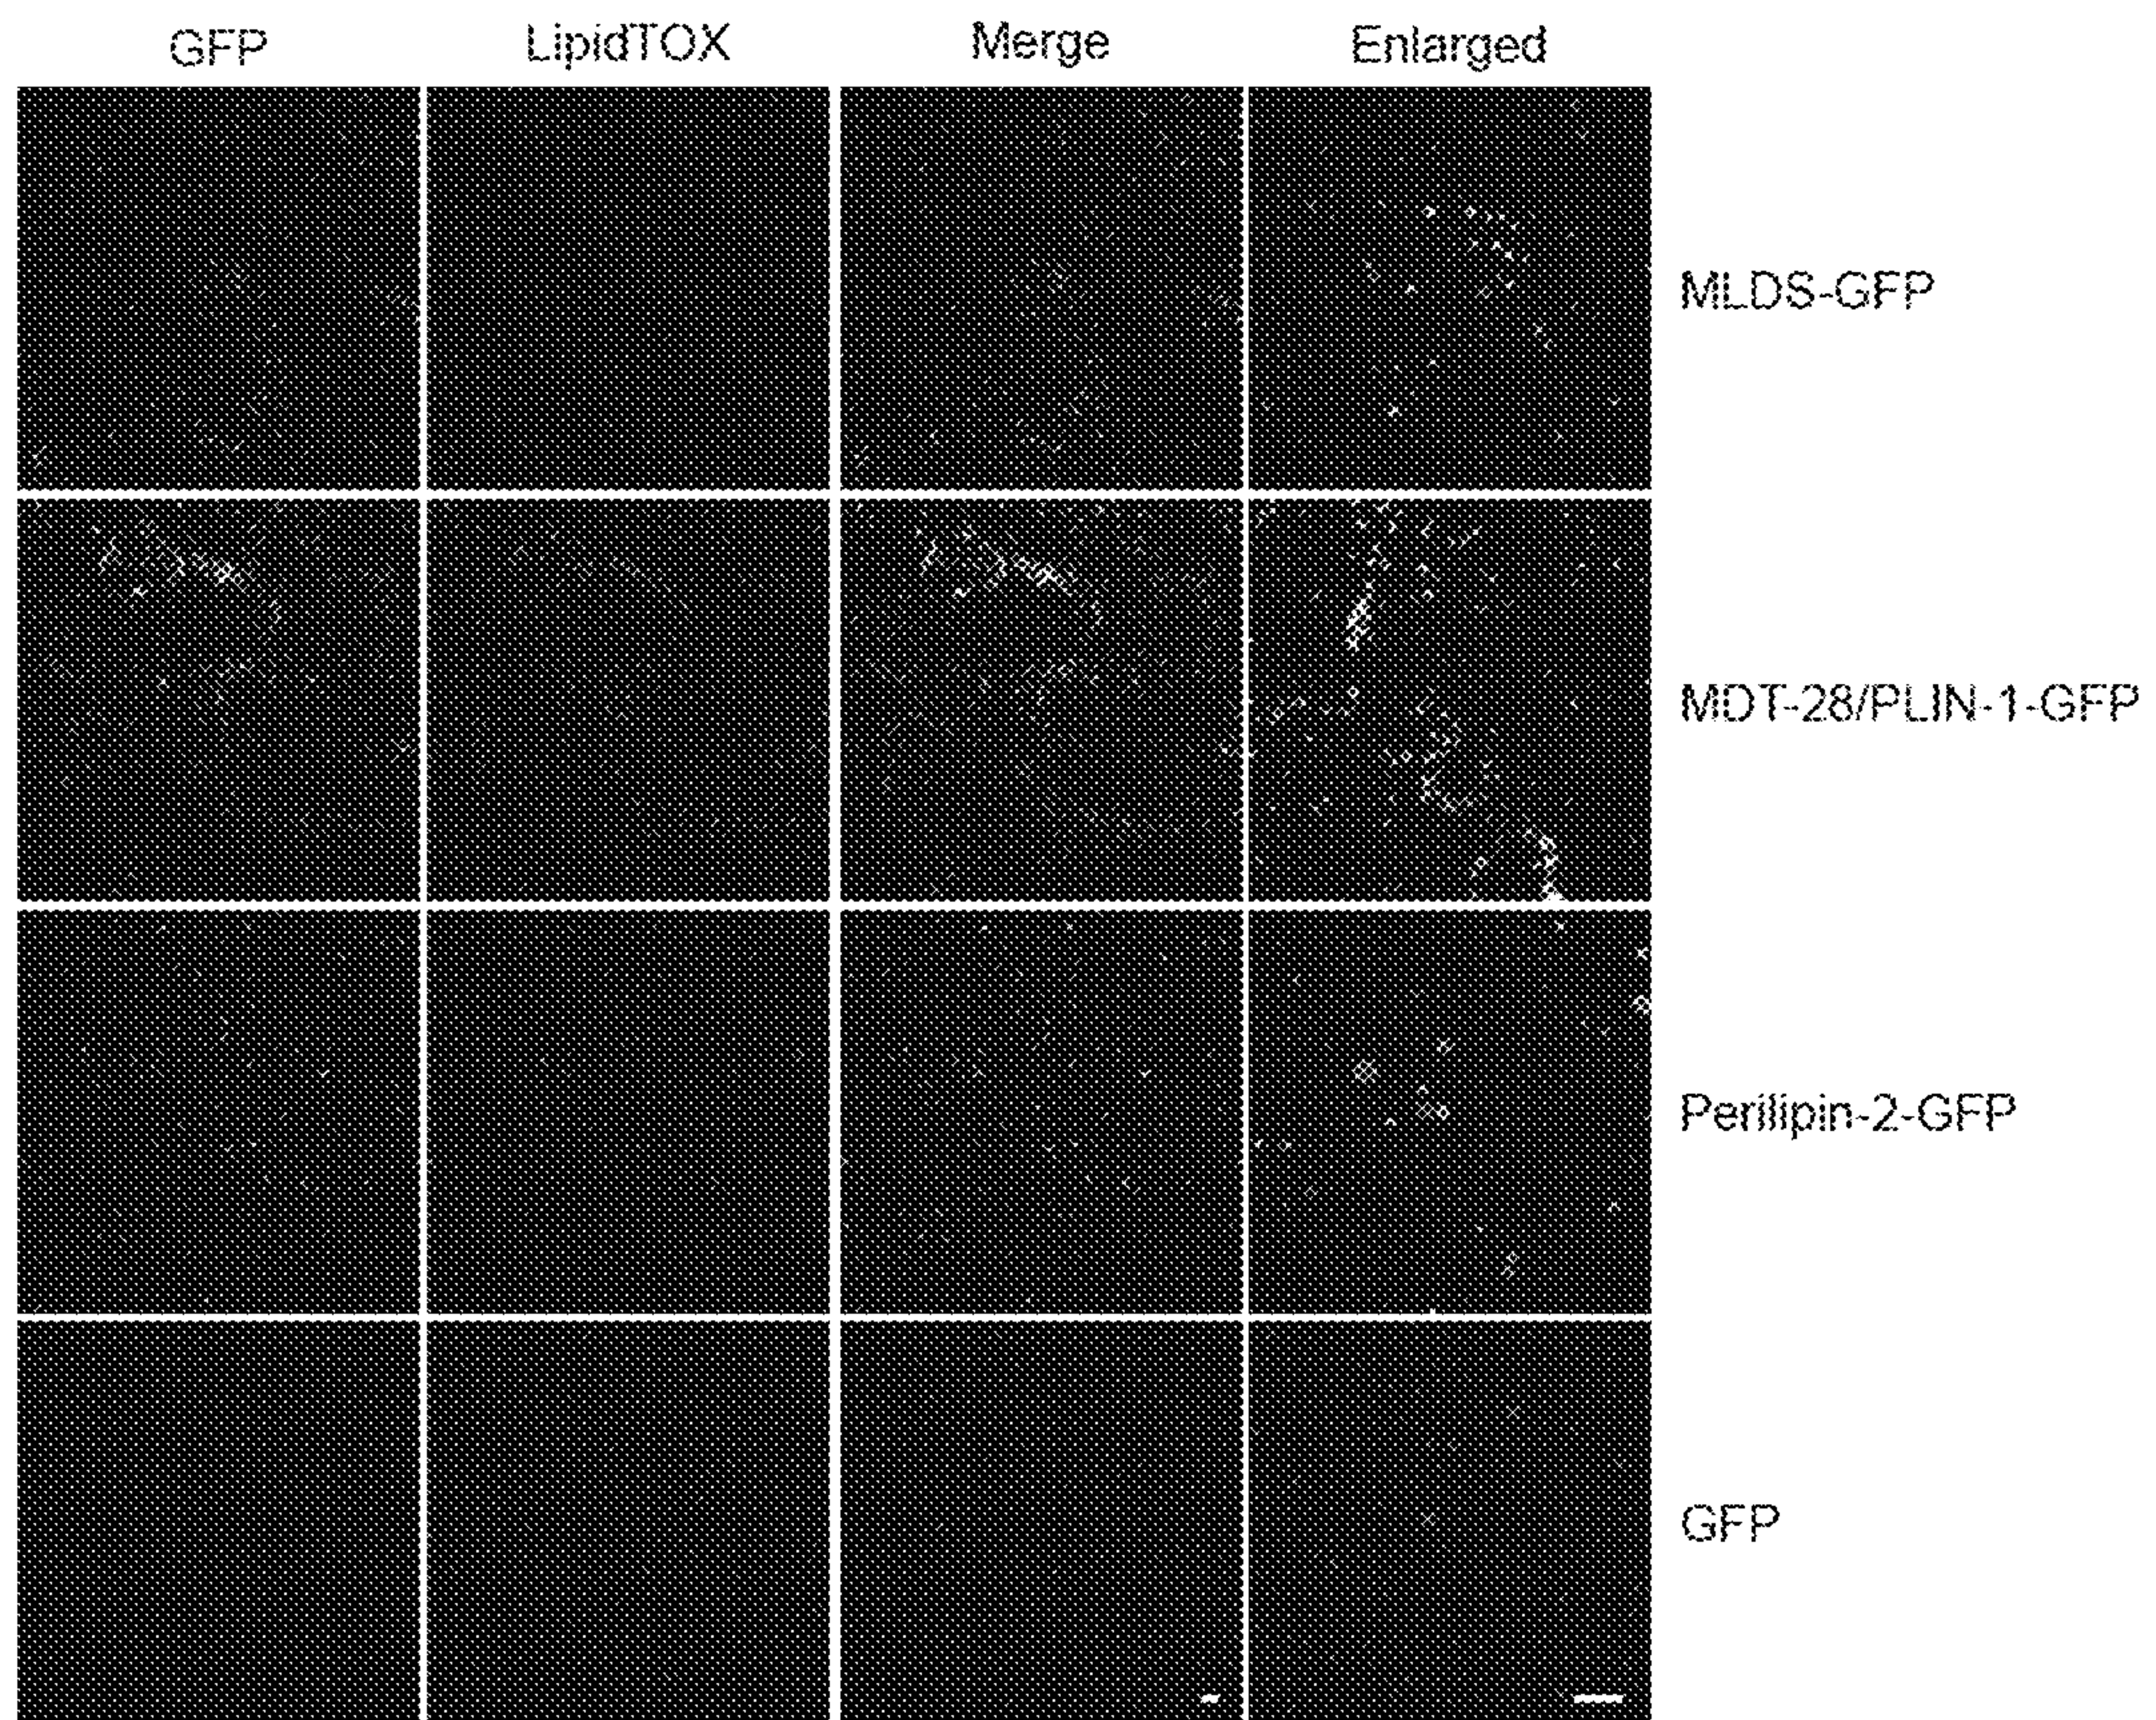 GFP LipidTOX Merge Enlarged
MLDS-GFP
MDT-28/PLIN-1-GFP
Perilipin-2-GFP
GFP